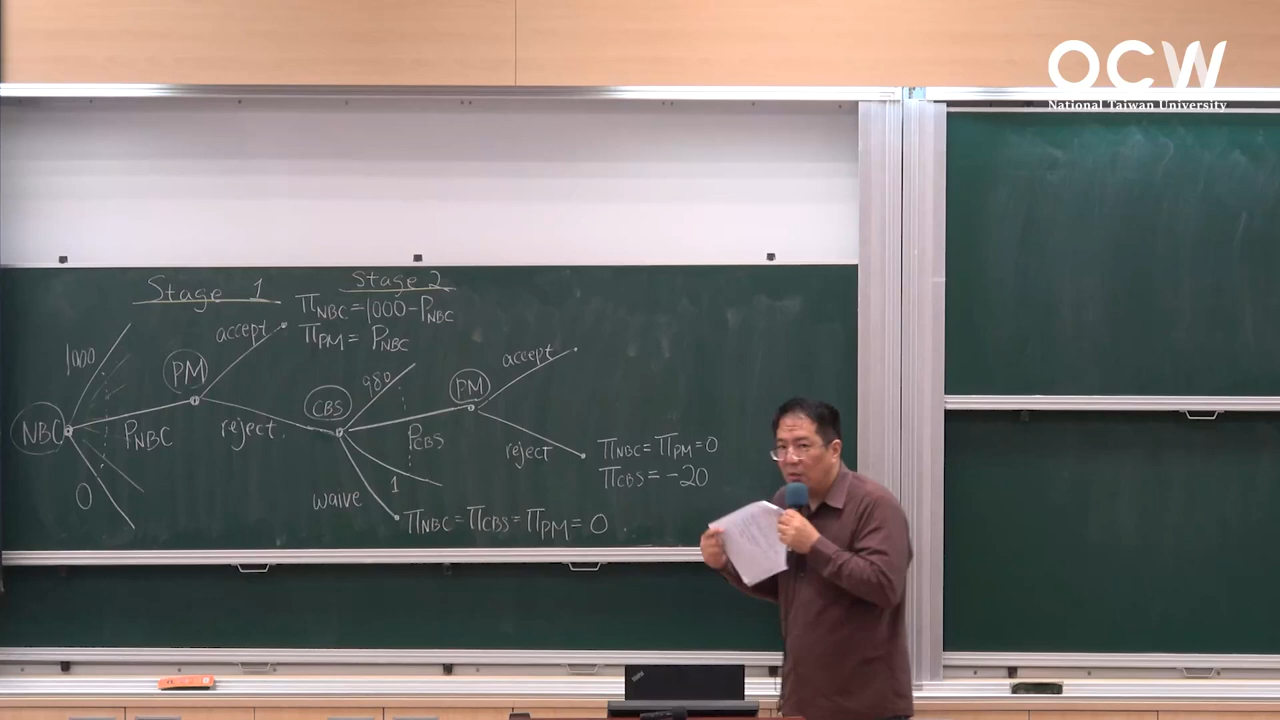 OCW
National Taiwan University
Stage 1
Stage 2
Π_NBC = 1000 - P_NBC
Π_PM = P_NBC
accept
1000
PM
NBC
P_NBC
0
reject.
CBS
980
P_CBS
1
waive
Π_NBC = Π_CBS = Π_PM = 0
PM
accept
reject
Π_NBC = Π_PM = 0
Π_CBS = -20